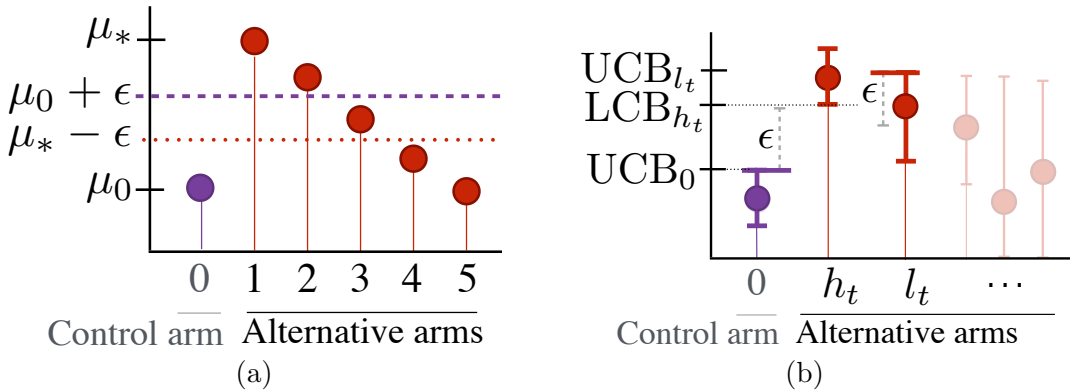 μ*
μ0 + ϵ
μ* − ϵ
μ0
0 1 2 3 4 5
Control arm Alternative arms
(a)
UCB_{l_t}
LCB_{h_t}
UCB_0
ϵ
ϵ
0 h_t l_t ···
Control arm Alternative arms
(b)